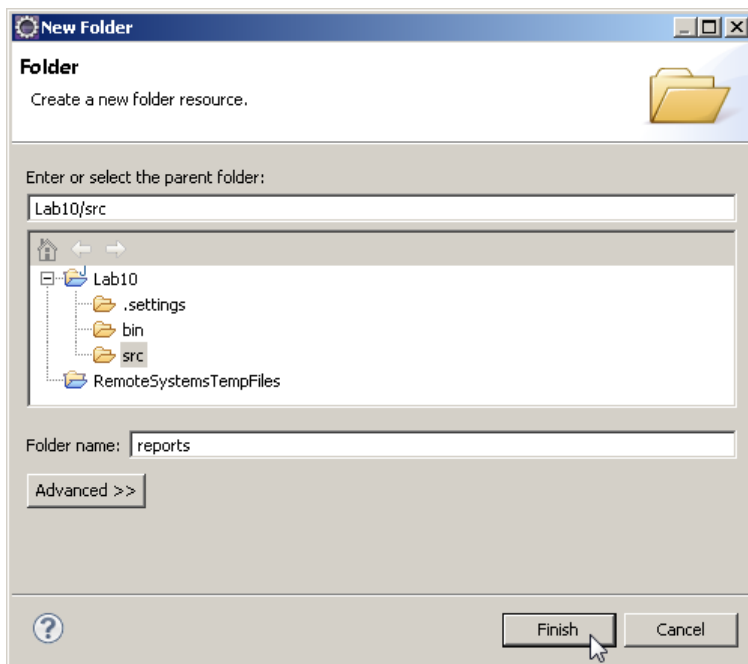 New Folder
Folder
Create a new folder resource.
Enter or select the parent folder:
Lab10/src
Lab10
.settings
bin
src
RemoteSystemsTempFiles
Folder name: reports
Advanced >>
Finish Cancel